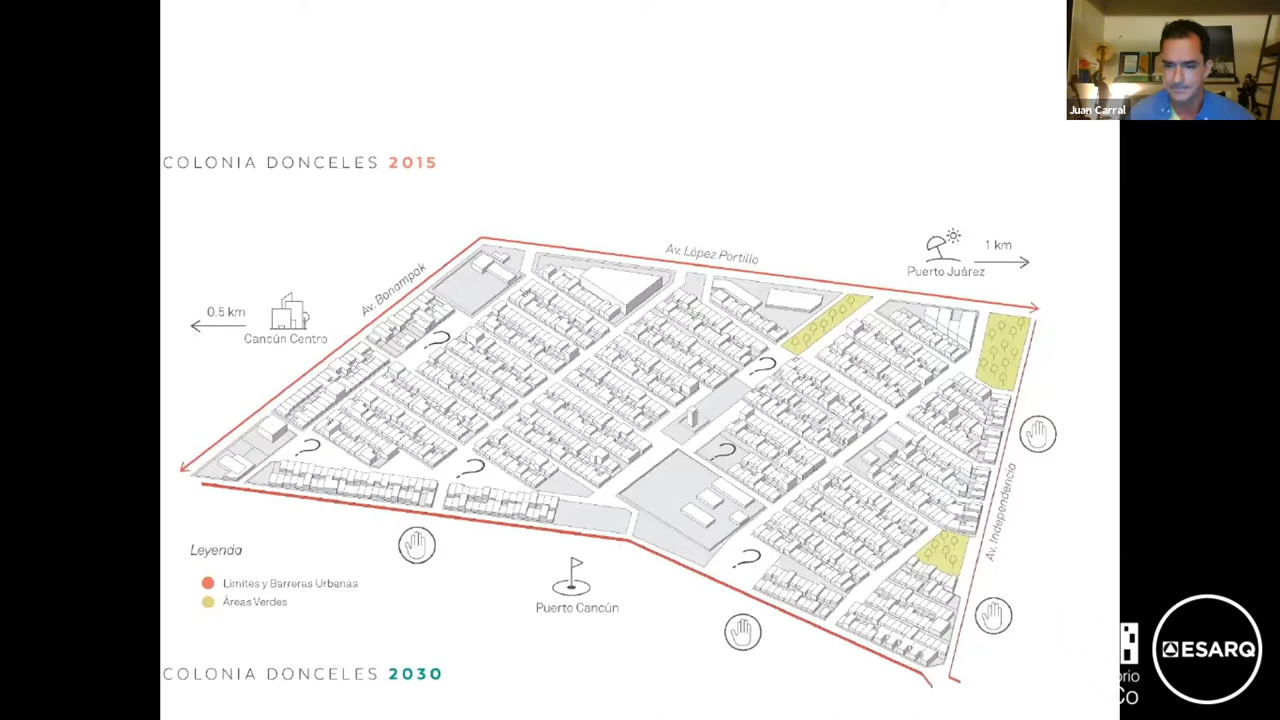 Juan Carral
COLONIA DONCELES 2015
Av. López Portillo
1 km
Puerto Juárez
Av. Bonampak
0.5 km
Cancún Centro
?
?
?
?
?
?
Av. Independencia
Leyenda
Límites y Barreras Urbanas
Áreas Verdes
Puerto Cancún
COLONIA DONCELES 2030
ESARQ